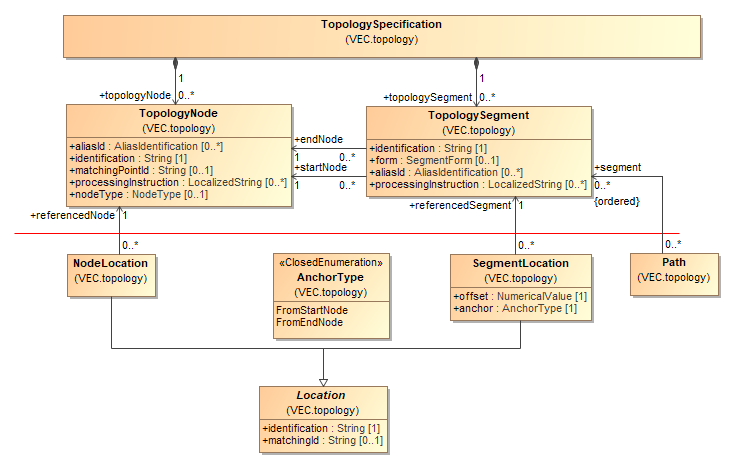 TopologySpecification
(VEC.topology)
1
1
+topologyNode
0..*
+topologySegment
0..*
TopologyNode
(VEC.topology)
+aliasId : AliasIdentification [0..*]
+identification : String [1]
+matchingPointId : String [0..1]
+processingInstruction : LocalizedString [0..*]
+nodeType : NodeType [0..1]
+endNode
1
0..*
+startNode
1
0..*
TopologySegment
(VEC.topology)
+identification : String [1]
+form : SegmentForm [0..1]
+aliasId : AliasIdentification [0..*]
+processingInstruction : LocalizedString [0..*]
+segment
0..*
{ordered}
+referencedNode
1
+referencedSegment
1
0..*
0..*
0..*
NodeLocation
(VEC.topology)
«ClosedEnumeration»
AnchorType
(VEC.topology)
FromStartNode
FromEndNode
SegmentLocation
(VEC.topology)
+offset : NumericalValue [1]
+anchor : AnchorType [1]
Path
(VEC.topology)
Location
(VEC.topology)
+identification : String [1]
+matchingId : String [0..1]